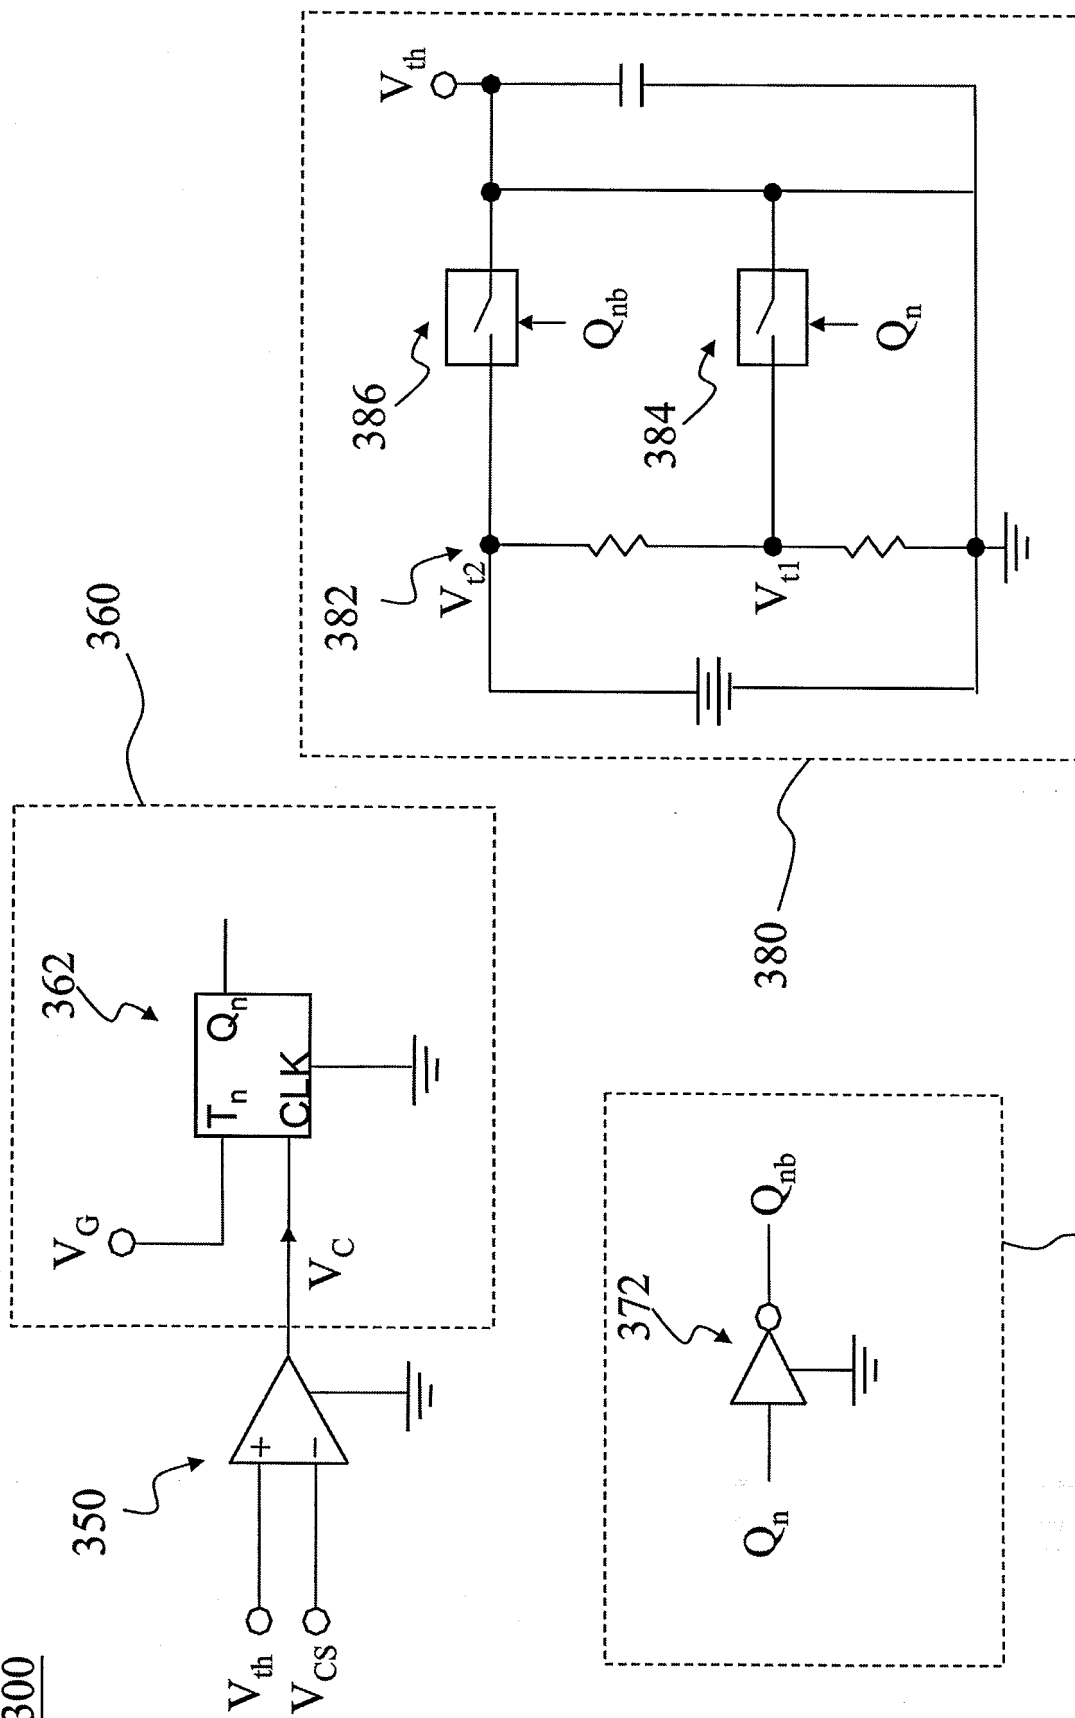 300
350
V_th
V_CS
+
−
V_C
V_G
362
T_n
Q_n
CLK
360
372
Q_n
Q_nb
380
382
V_t2
V_t1
386
Q_nb
384
Q_n
V_th